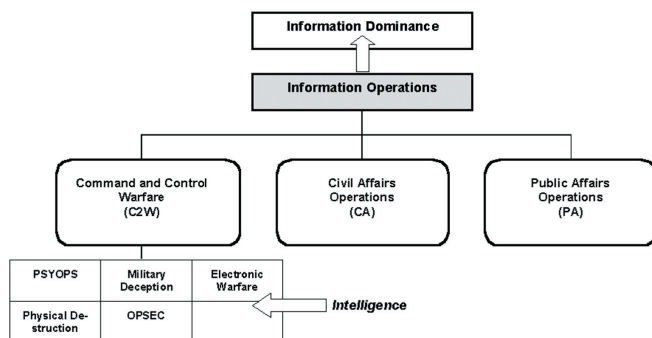 Information Dominance
Information Operations
Command and Control
Warfare
(C2W)
Civil Affairs
Operations
(CA)
Public Affairs
Operations
(PA)
PSYOPS
Military
Deception
Electronic
Warfare
Physical De-
struction
OPSEC
Intelligence